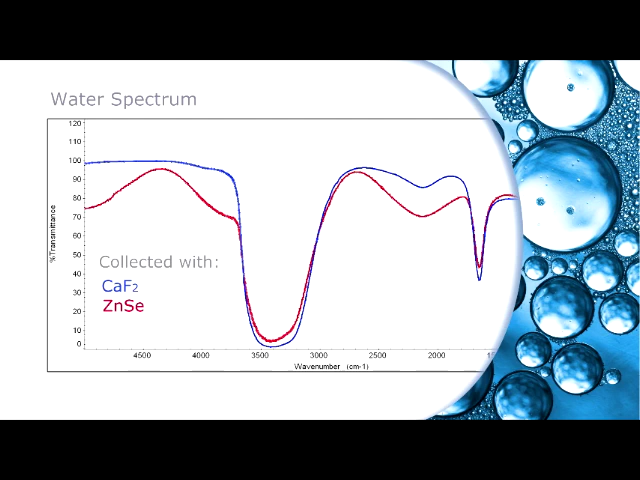 Water Spectrum
120
110
100
90
80
70
60
50
40
30
20
10
0
%Transmittance
Collected with:
CaF2
ZnSe
4500 4000 3500 3000 2500 2000
Wavenumber (cm-1)